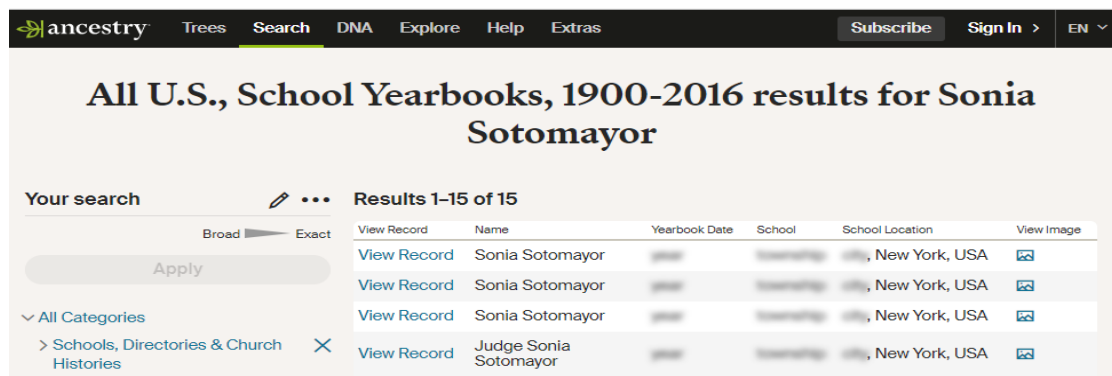 ancestry Trees Search DNA Explore Help Extras Subscribe Sign In > EN
All U.S., School Yearbooks, 1900-2016 results for Sonia
Sotomayor
Your search
Broad Exact
Apply
All Categories
Schools, Directories & Church
Histories
Results 1–15 of 15
View Record Name Yearbook Date School School Location View Image
View Record Sonia Sotomayor , New York, USA
View Record Sonia Sotomayor , New York, USA
View Record Sonia Sotomayor , New York, USA
View Record Judge Sonia
Sotomayor , New York, USA